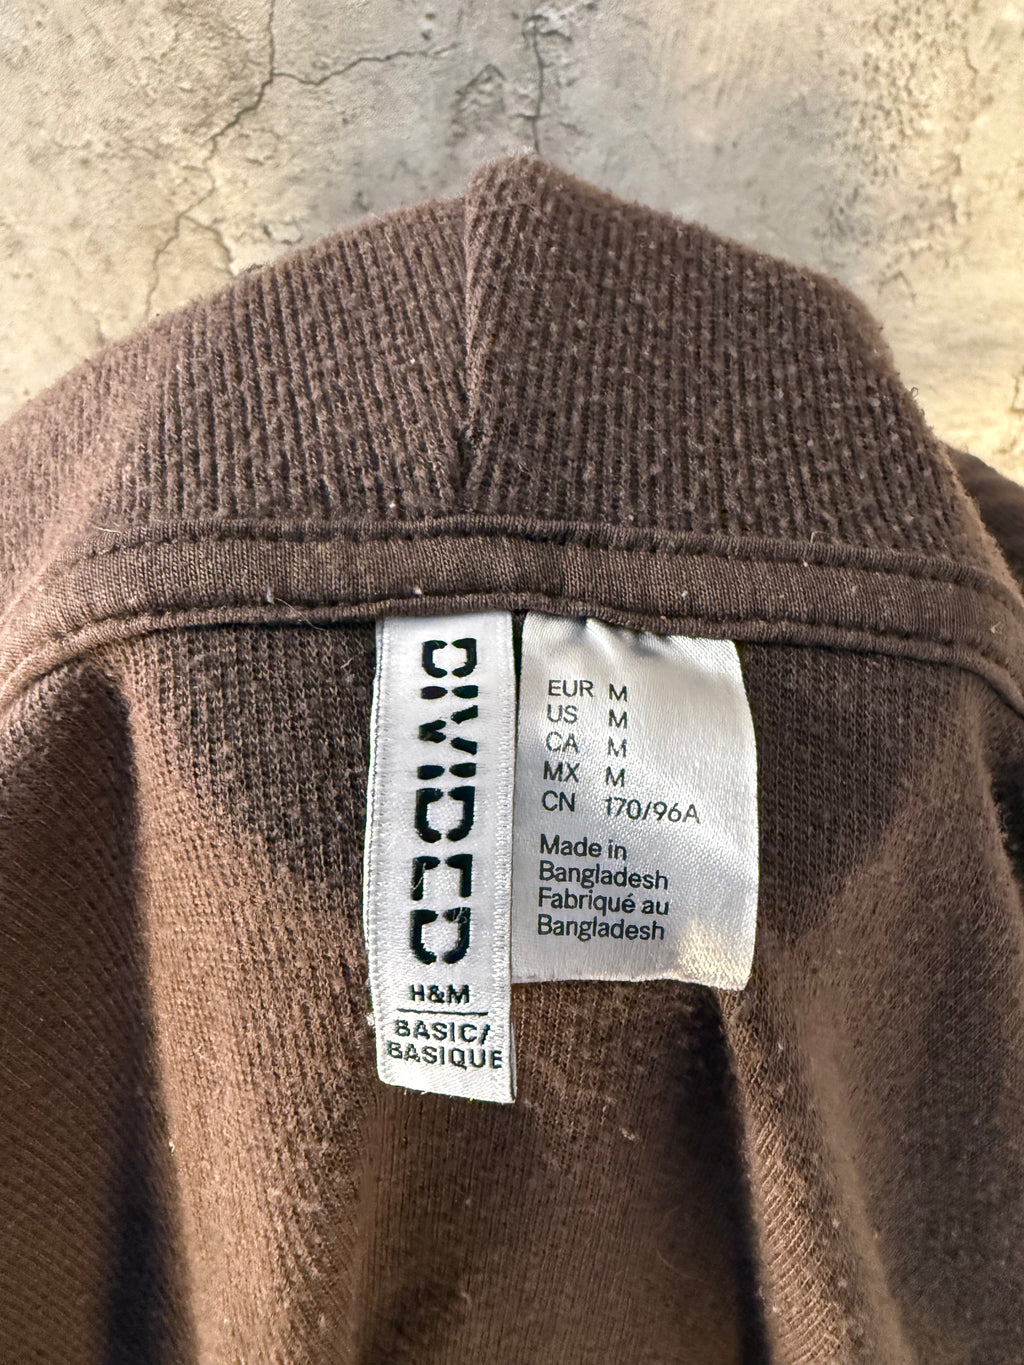 DIVIDED
H&M
BASIC/
BASIQUE
EUR M
US M
CA M
MX M
CN 170/96A
Made in
Bangladesh
Fabriqué au
Bangladesh